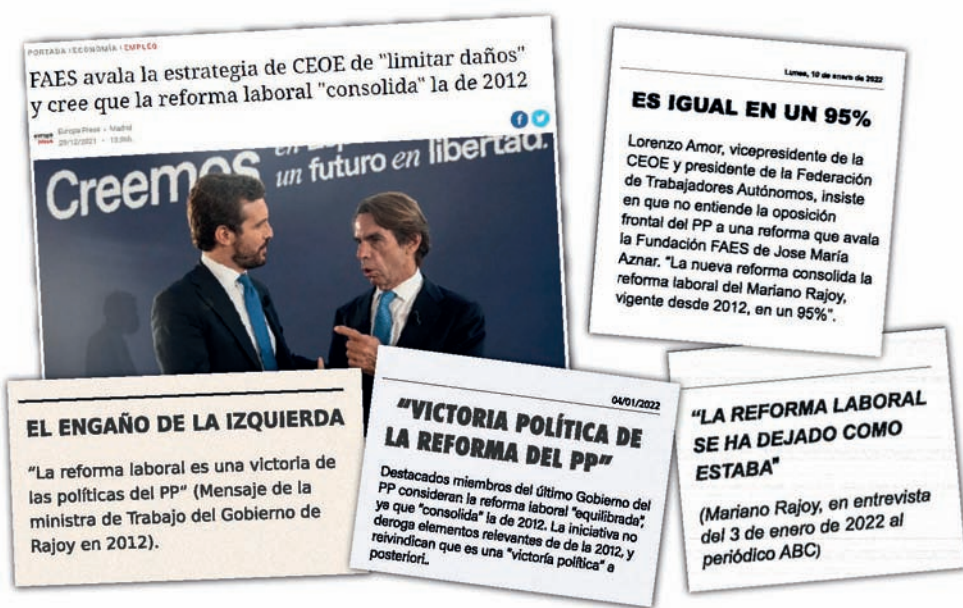 PORTADA / ECONOMÍA / EMPLEO
FAES avala la estrategia de CEOE de "limitar daños"
y cree que la reforma laboral "consolida" la de 2012
europa
press
Europa Press - Madrid
Creemos
en
un futuro en libertad.
Lunes, 10 de enero de 2022
ES IGUAL EN UN 95%
Lorenzo Amor, vicepresidente de la
CEOE y presidente de la Federación
de Trabajadores Autónomos, insiste
en que no entiende la oposición
frontal del PP a una reforma que avala
la Fundación FAES de Jose María
Aznar. "La nueva reforma consolida la
reforma laboral del Mariano Rajoy,
vigente desde 2012, en un 95%".
EL ENGAÑO DE LA IZQUIERDA
"La reforma laboral es una victoria de
las políticas del PP" (Mensaje de la
ministra de Trabajo del Gobierno de
Rajoy en 2012).
04/01/2022
"VICTORIA POLÍTICA DE
LA REFORMA DEL PP"
Destacados miembros del último Gobierno del
PP consideran la reforma laboral "equilibrada",
ya que "consolida" la de 2012. La iniciativa no
deroga elementos relevantes de de la 2012, y
reivindican que es una "victoría política" a
posteriori..
"LA REFORMA LABORAL
SE HA DEJADO COMO
ESTABA"
(Mariano Rajoy, en entrevista
del 3 de enero de 2022 al
periódico ABC)